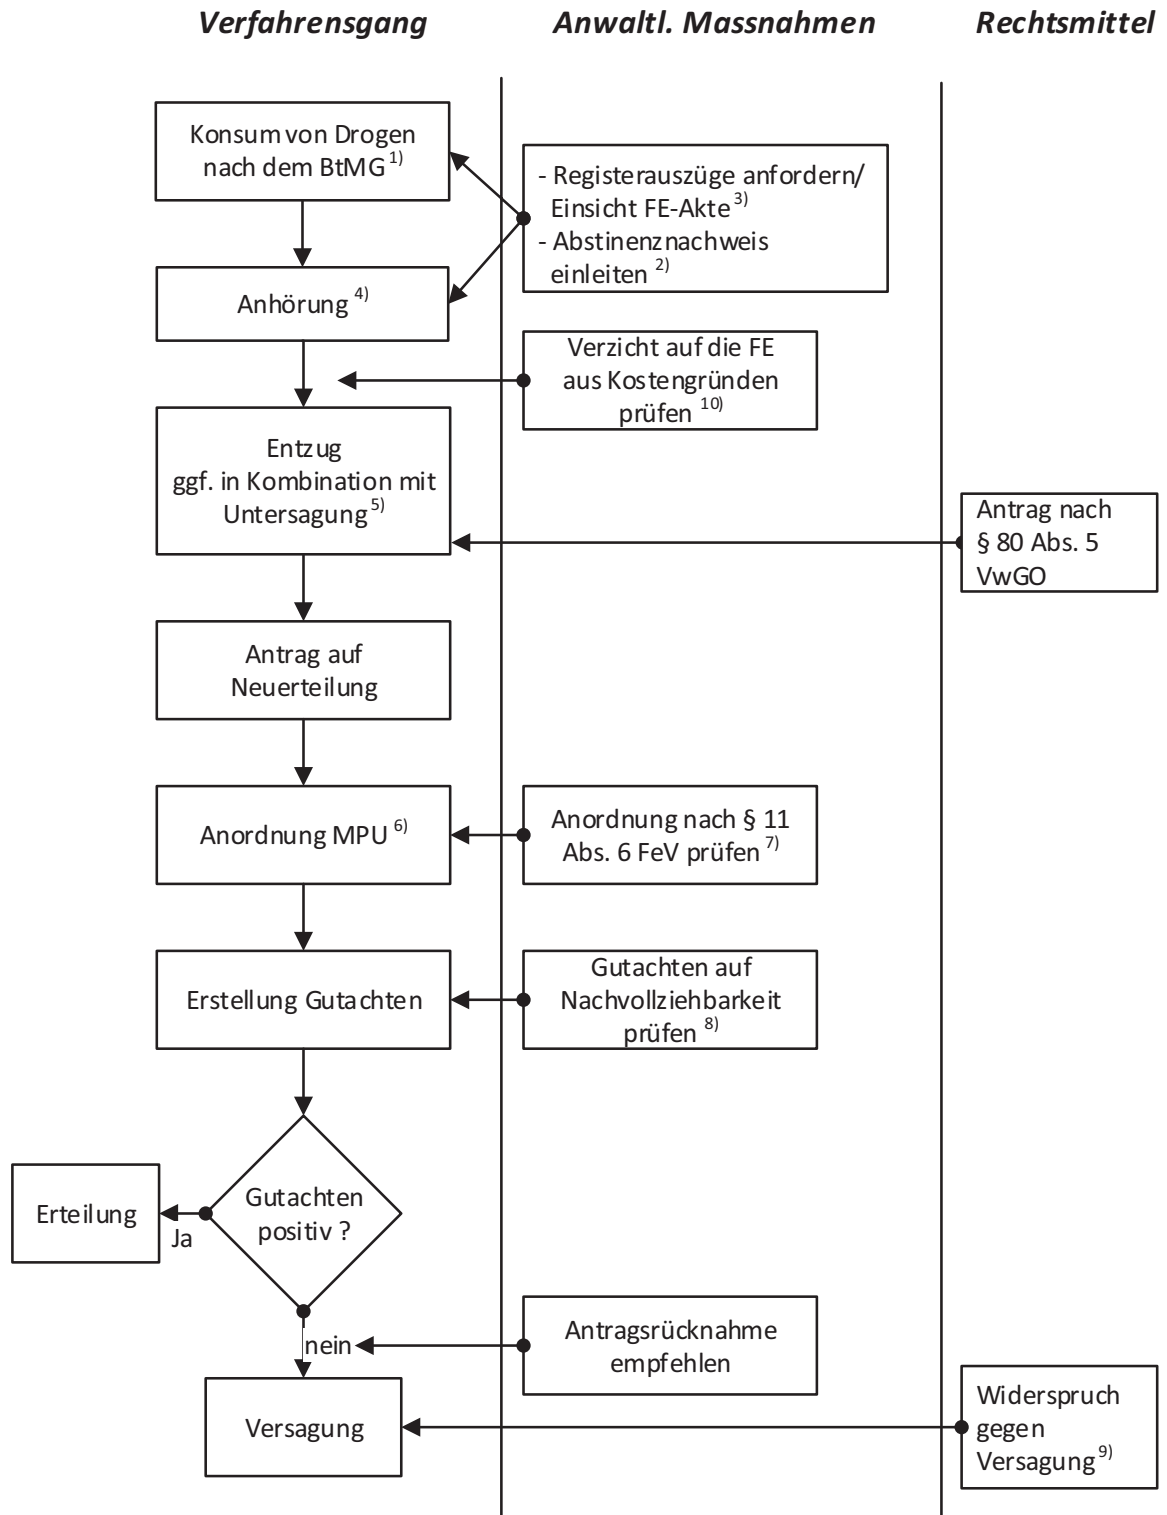 Verfahrensgang
Anwaltl. Massnahmen
Rechtsmittel
Konsum von Drogen
nach dem BtMG 1)
- Registerauszüge anfordern/
Einsicht FE-Akte 3)
- Abstinenznachweis
einleiten 2)
Anhörung 4)
Verzicht auf die FE
aus Kostengründen
prüfen 10)
Entzug
ggf. in Kombination mit
Untersagung 5)
Antrag nach
§ 80 Abs. 5
VwGO
Antrag auf
Neuerteilung
Anordnung MPU 6)
Anordnung nach § 11
Abs. 6 FeV prüfen 7)
Erstellung Gutachten
Gutachten auf
Nachvollziehbarkeit
prüfen 8)
Gutachten
positiv ?
Erteilung
Ja
nein
Antragsrücknahme
empfehlen
Versagung
Widerspruch
gegen
Versagung 9)